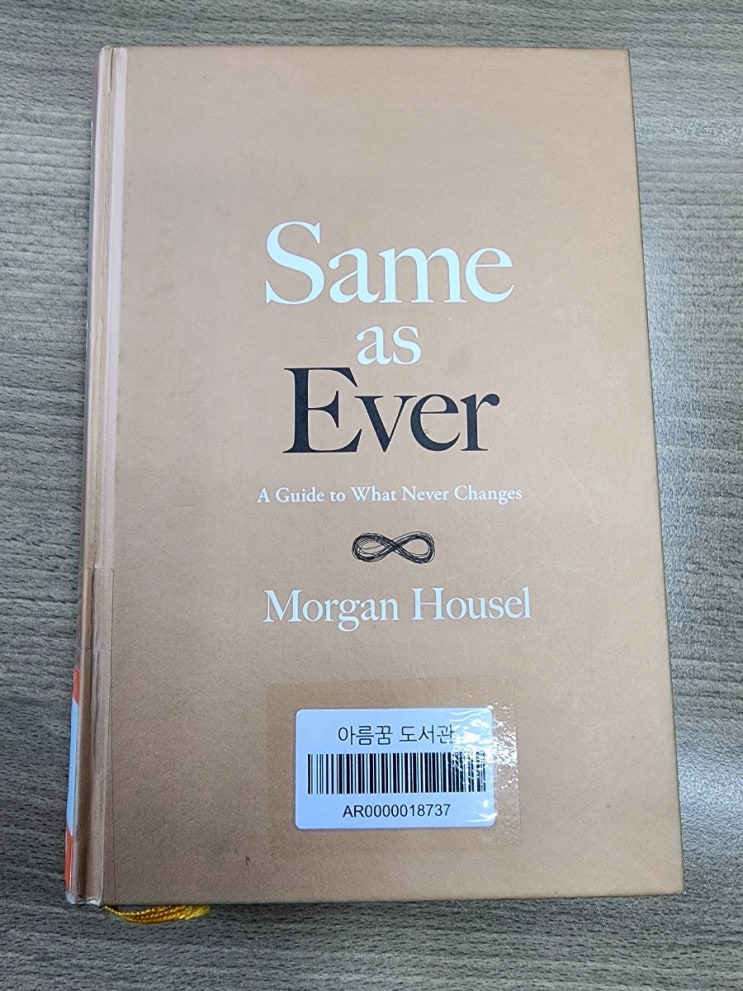 Same
as
Ever
A Guide to What Never Changes
Morgan Housel
아름꿈 도서관
AR0000018737